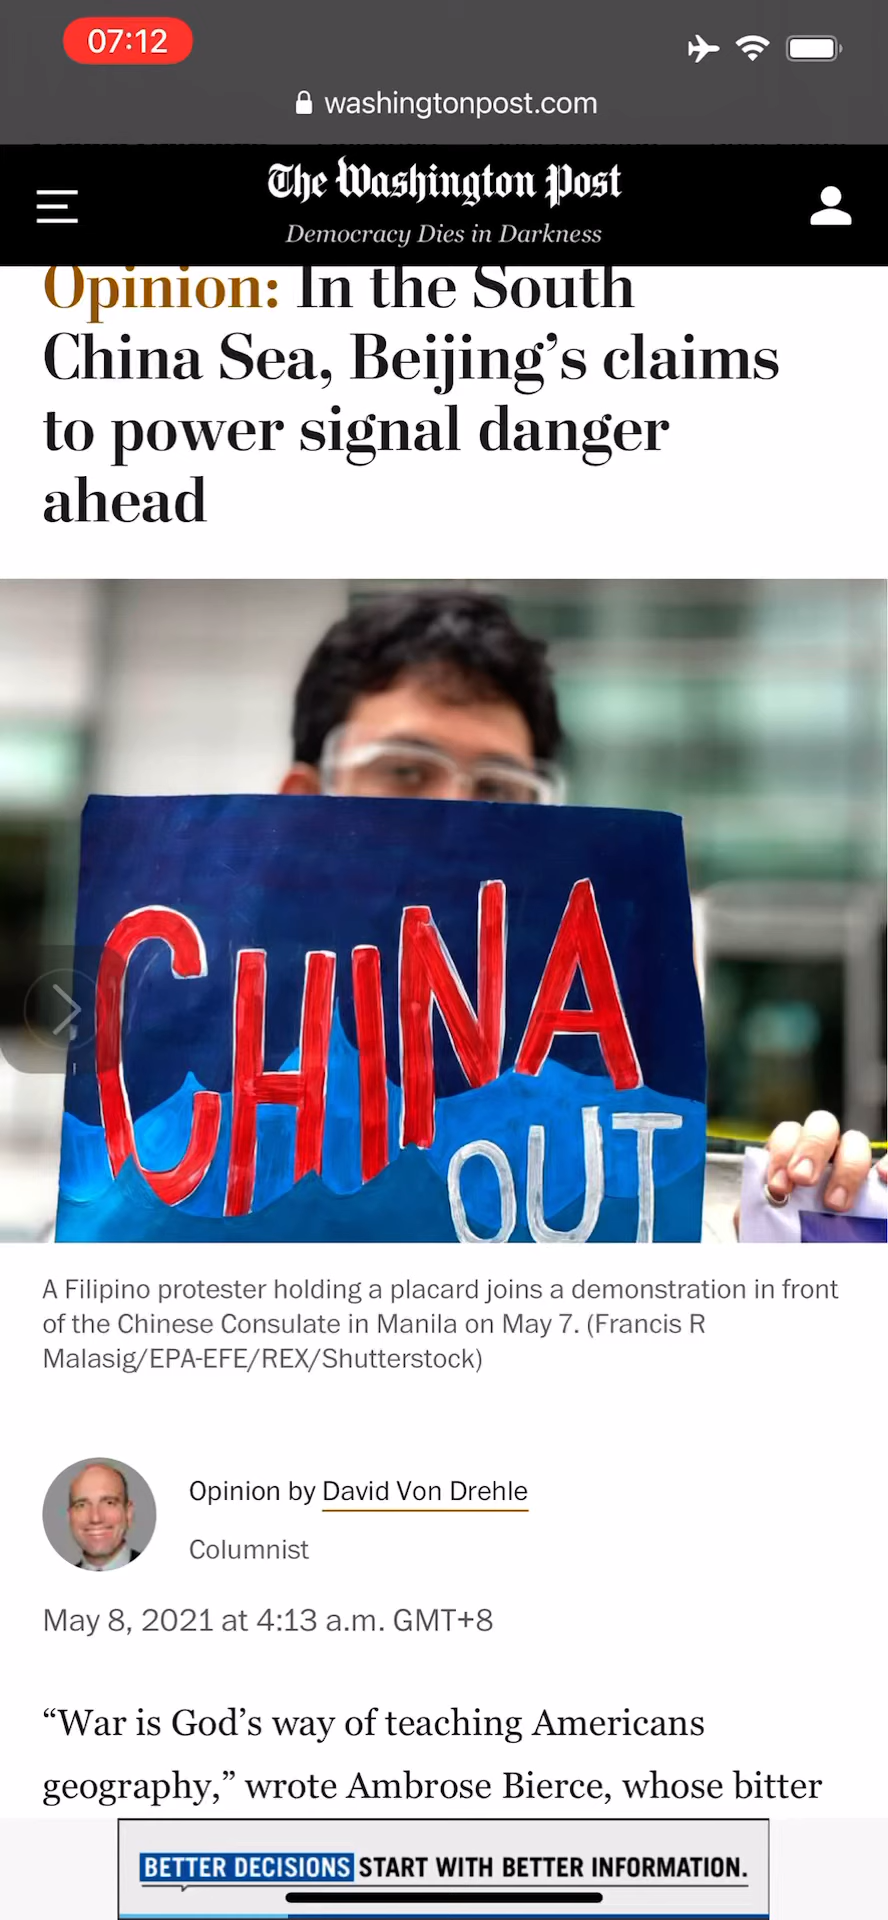 07:12
washingtonpost.com
The Washington Post
Democracy Dies in Darkness
Opinion: In the South
China Sea, Beijing’s claims
to power signal danger
ahead
CHINA
OUT
A Filipino protester holding a placard joins a demonstration in front
of the Chinese Consulate in Manila on May 7. (Francis R
Malasig/EPA-EFE/REX/Shutterstock)
Opinion by David Von Drehle
Columnist
May 8, 2021 at 4:13 a.m. GMT+8
“War is God’s way of teaching Americans
geography,” wrote Ambrose Bierce, whose bitter
BETTER DECISIONS START WITH BETTER INFORMATION.